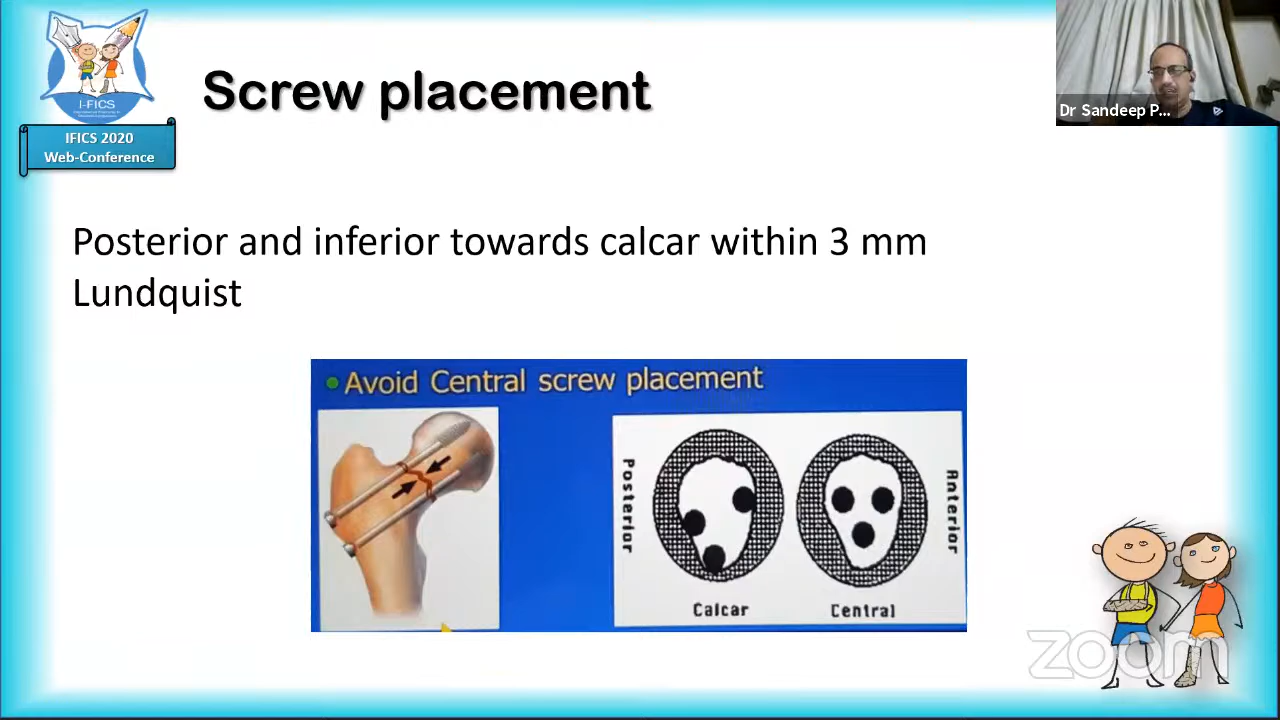 I-FICS
IFICS 2020
Web-Conference
Screw placement
Dr Sandeep P...
Posterior and inferior towards calcar within 3 mm
Lundquist
Avoid Central screw placement
Posterior
Anterior
Calcar
Central
zoom